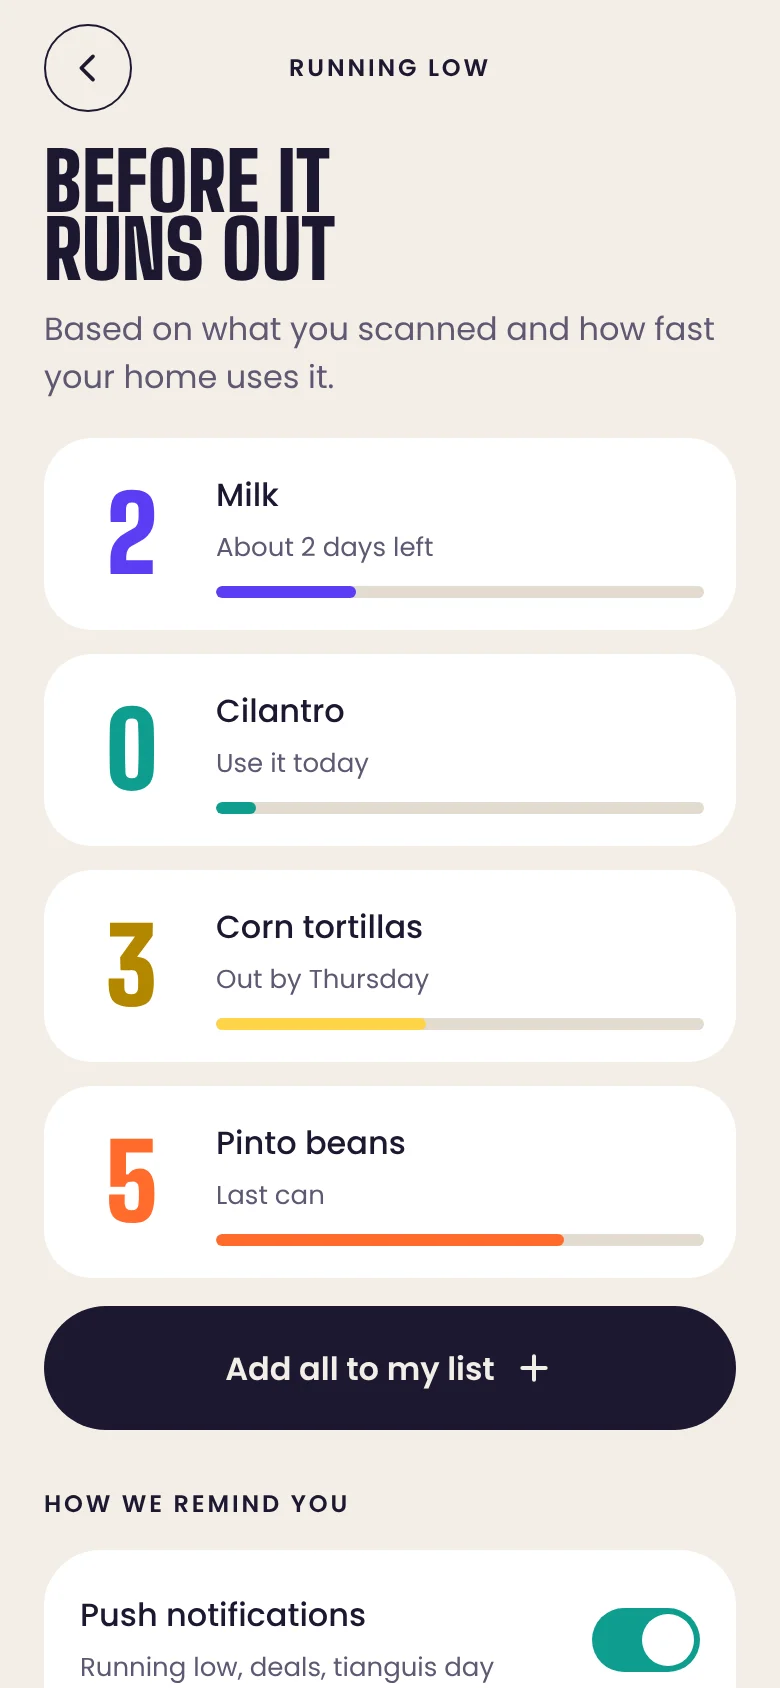 RUNNING LOW
BEFORE IT
RUNS OUT
Based on what you scanned and how fast
your home uses it.
2
Milk
About 2 days left
0
Cilantro
Use it today
3
Corn tortillas
Out by Thursday
5
Pinto beans
Last can
Add all to my list +
HOW WE REMIND YOU
Push notifications
Running low, deals, tianguis day